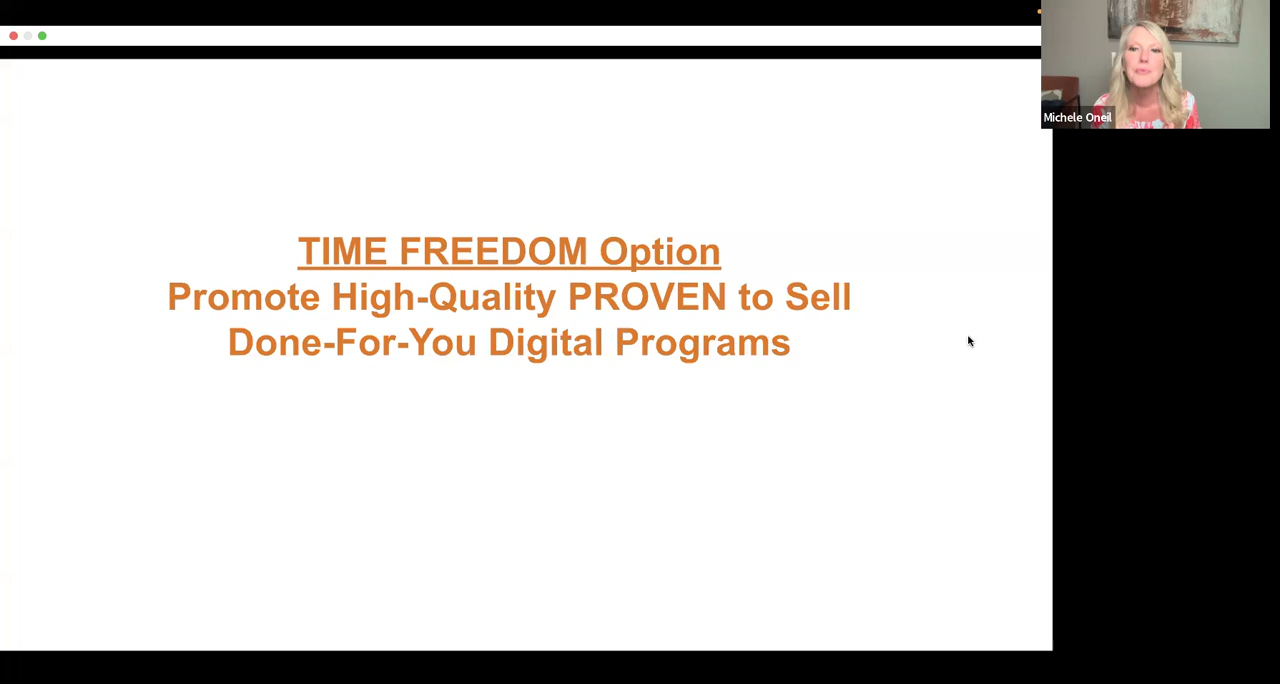 Michele Oneil
TIME FREEDOM Option
Promote High-Quality PROVEN to Sell
Done-For-You Digital Programs